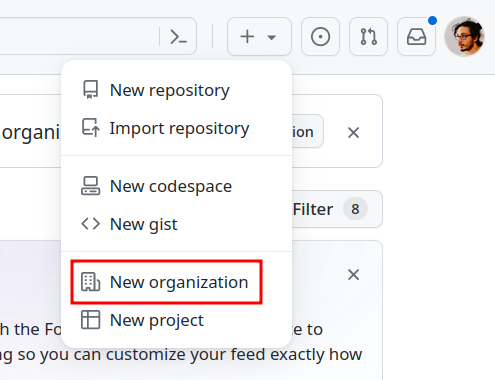 New repository
organi
Import repository
ion
New codespace
Filter 8
New gist
New organization
h the Fo
New project
e to
ng so you can customize your feed exactly how